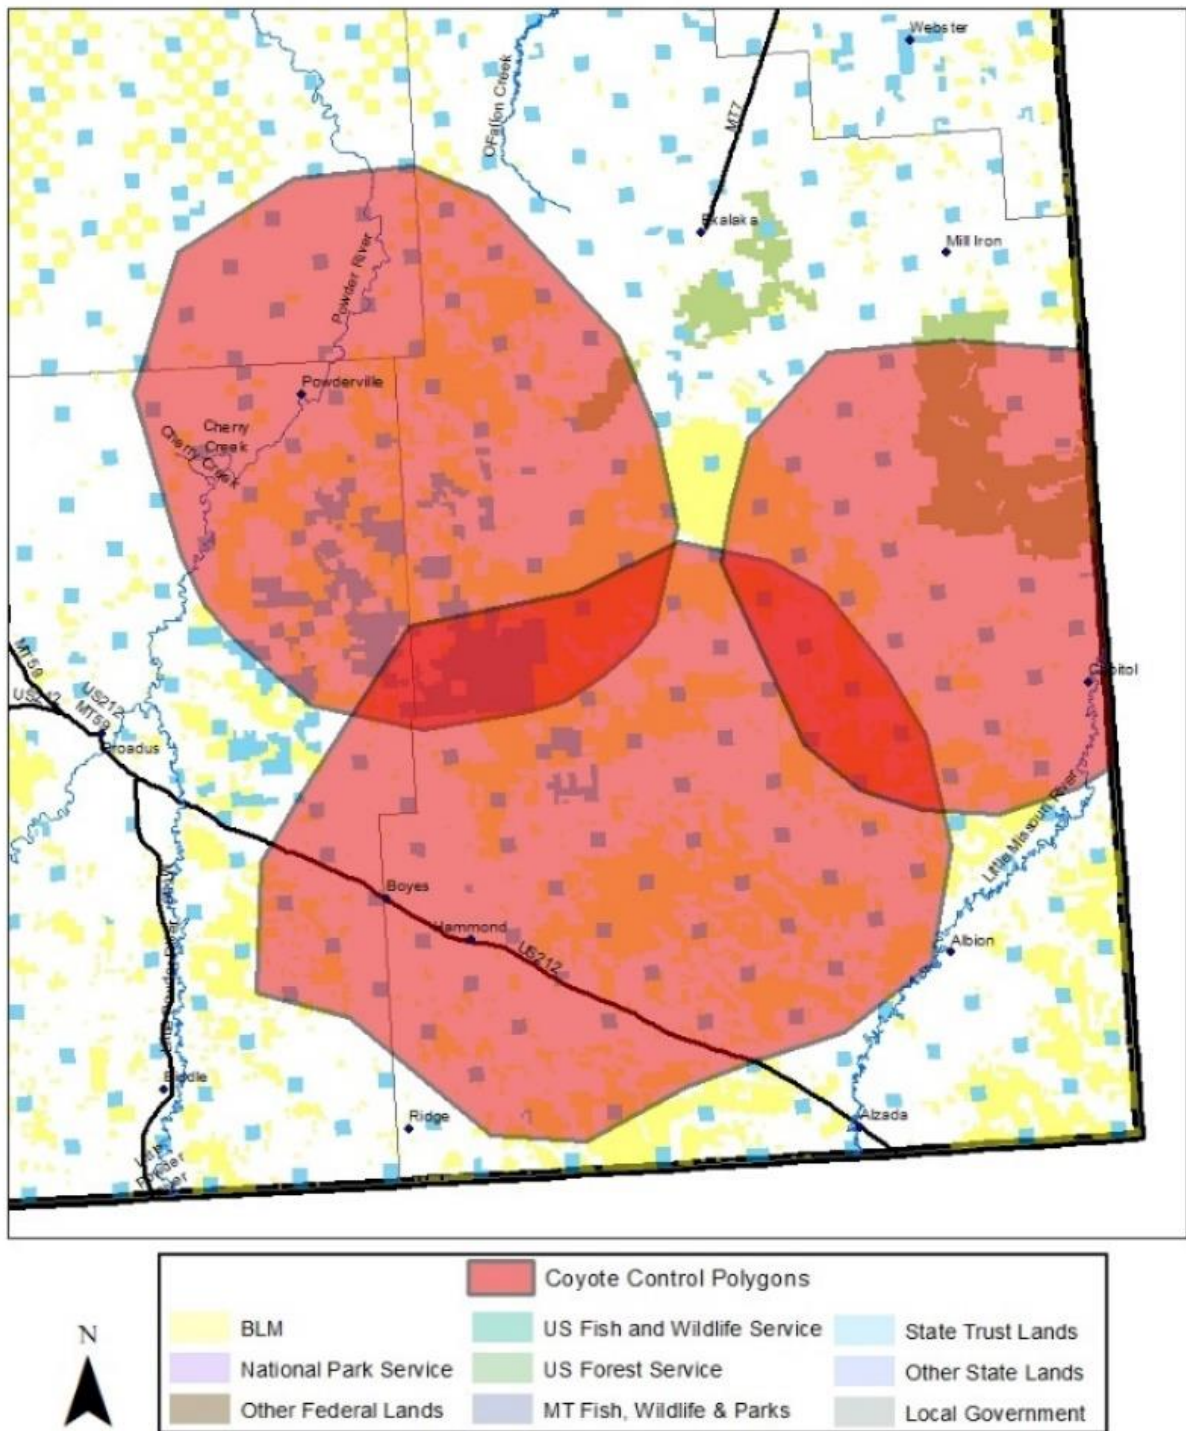 Webster
OFallon Creek
MT7
Ekalaka
Mill Iron
Powder River
Powderville
Cherry
Creek
Cherry Creek
Capitol
MT59
US212
US212
MT59
Broadus
Little Missouri River
Boyes
Hammond
US212
Albion
Biddle
Ridge
Alzada
Coyote Control Polygons
BLM
US Fish and Wildlife Service
State Trust Lands
N
National Park Service
US Forest Service
Other State Lands
Other Federal Lands
MT Fish, Wildlife & Parks
Local Government